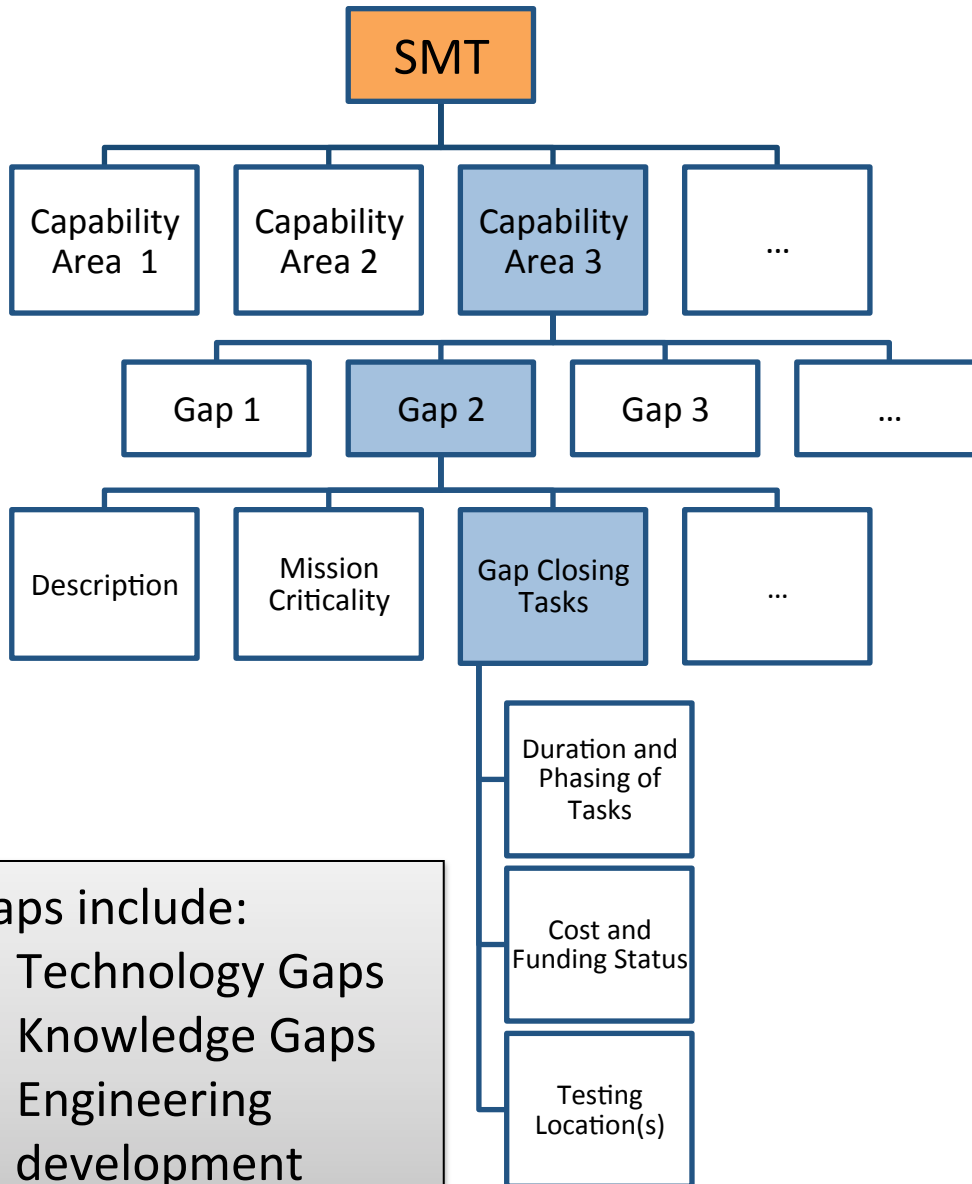 SMT
Capability
Area 1
Capability
Area 2
Capability
Area 3
...
Gap 1
Gap 2
Gap 3
...
Description
Mission
Criticality
Gap Closing
Tasks
...
Duration and
Phasing of
Tasks
Cost and
Funding Status
Testing
Location(s)
aps include:
Technology Gaps
Knowledge Gaps
Engineering
development